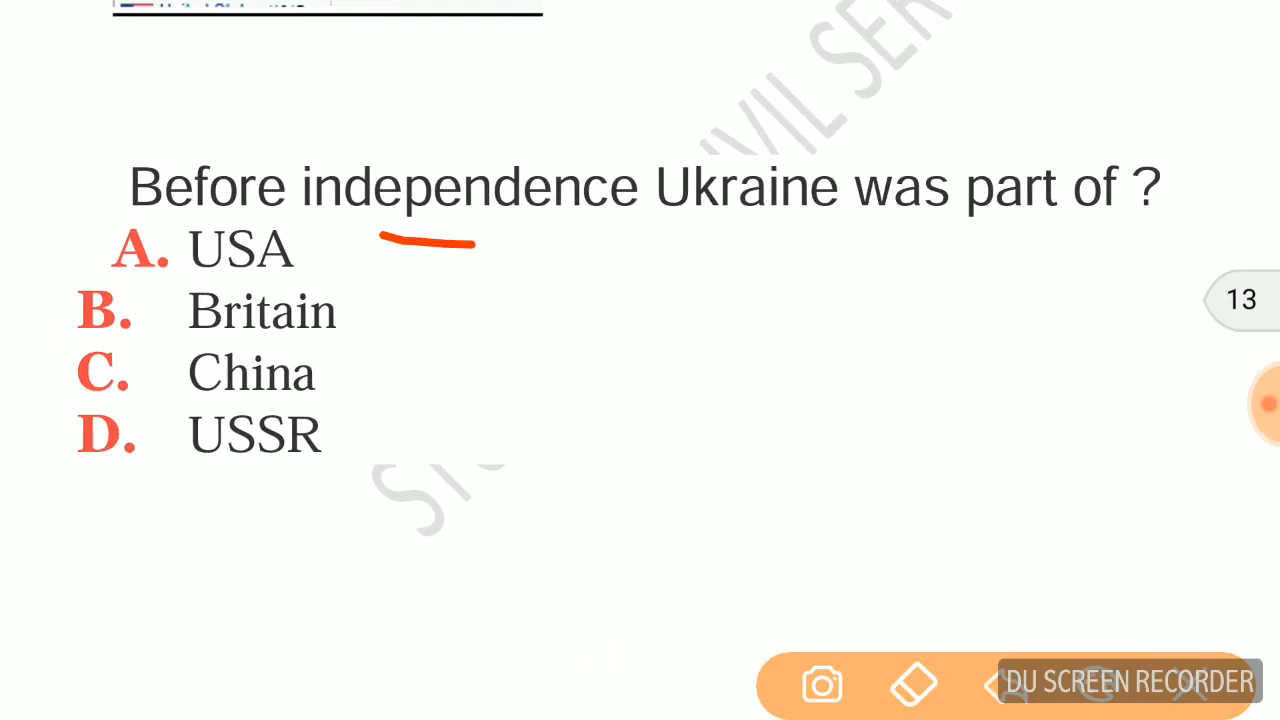 Before independence Ukraine was part of ?
A. USA
B. Britain
C. China
D. USSR
13
DU SCREEN RECORDER